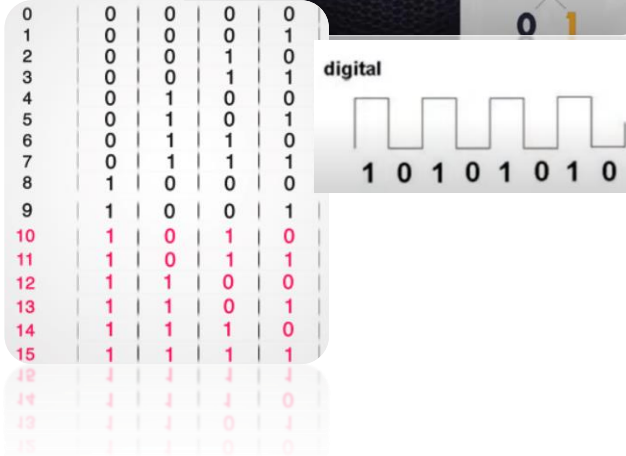 0 0 0 0 0
1 0 0 0 1
2 0 0 1 0
3 0 0 1 1
4 0 1 0 0
5 0 1 0 1
6 0 1 1 0
7 0 1 1 1
8 1 0 0 0
9 1 0 0 1
10 1 0 1 0
11 1 0 1 1
12 1 1 0 0
13 1 1 0 1
14 1 1 1 0
15 1 1 1 1
0 1
digital
1 0 1 0 1 0 1 0